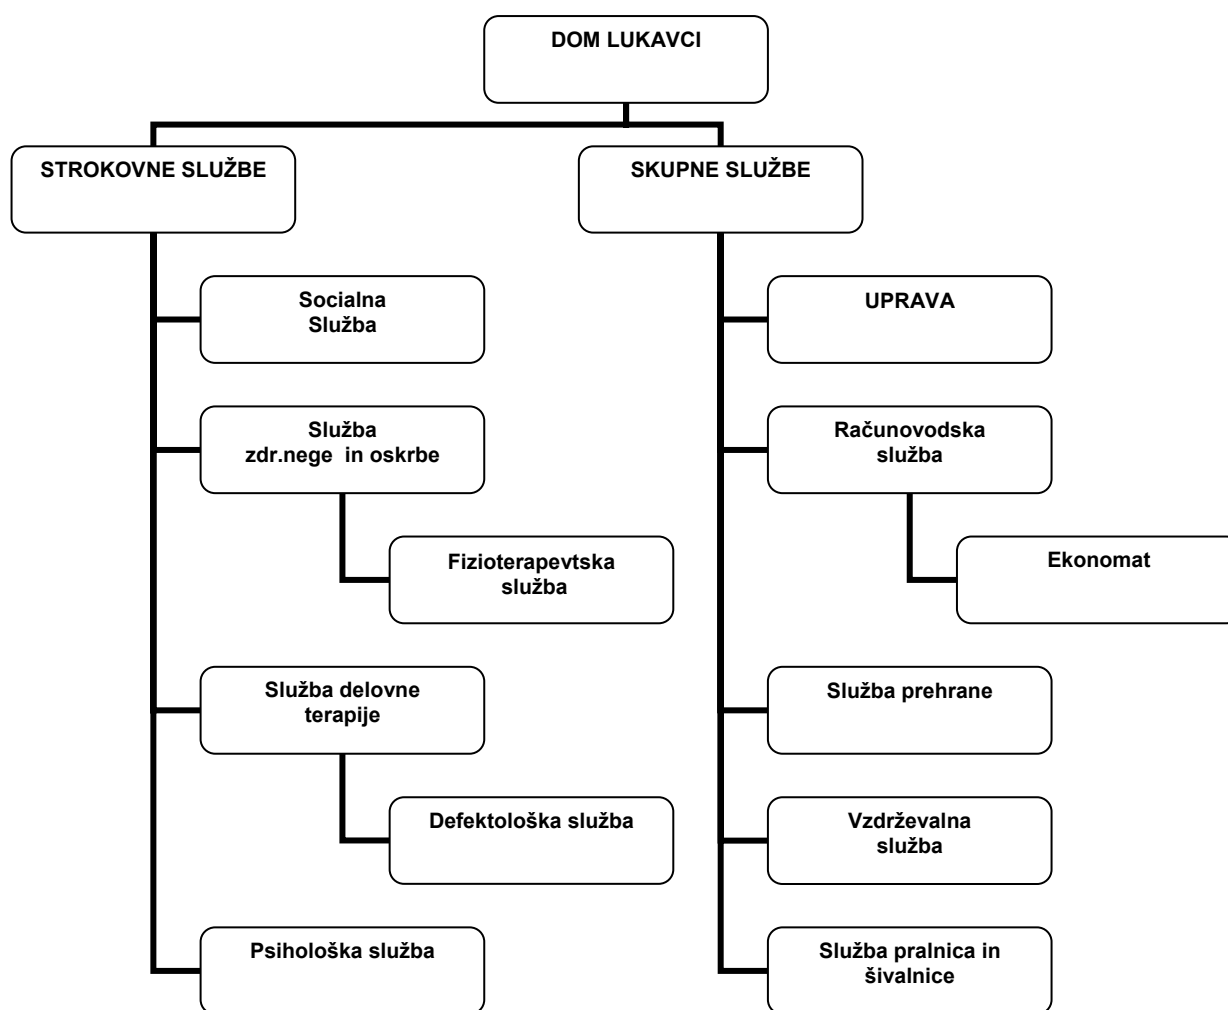 DOM LUKAVCI
STROKOVNE SLUŽBE
SKUPNE SLUŽBE
Socialna
Služba
UPRAVA
Služba
zdr.nege  in oskrbe
Računovodska
služba
Fizioterapevtska
služba
Ekonomat
Služba delovne
terapije
Služba prehrane
Defektološka služba
Vzdrževalna
služba
Psihološka služba
Služba pralnica in
šivalnice